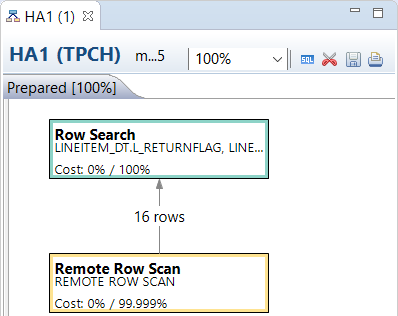 HA1 (1)
HA1 (TPCH) m...5 100% SQL
Prepared [100%]
Row Search
LINEITEM_DT.L_RETURNFLAG, LINE...
Cost: 0% / 100%
16 rows
Remote Row Scan
REMOTE ROW SCAN
Cost: 0% / 99.999%